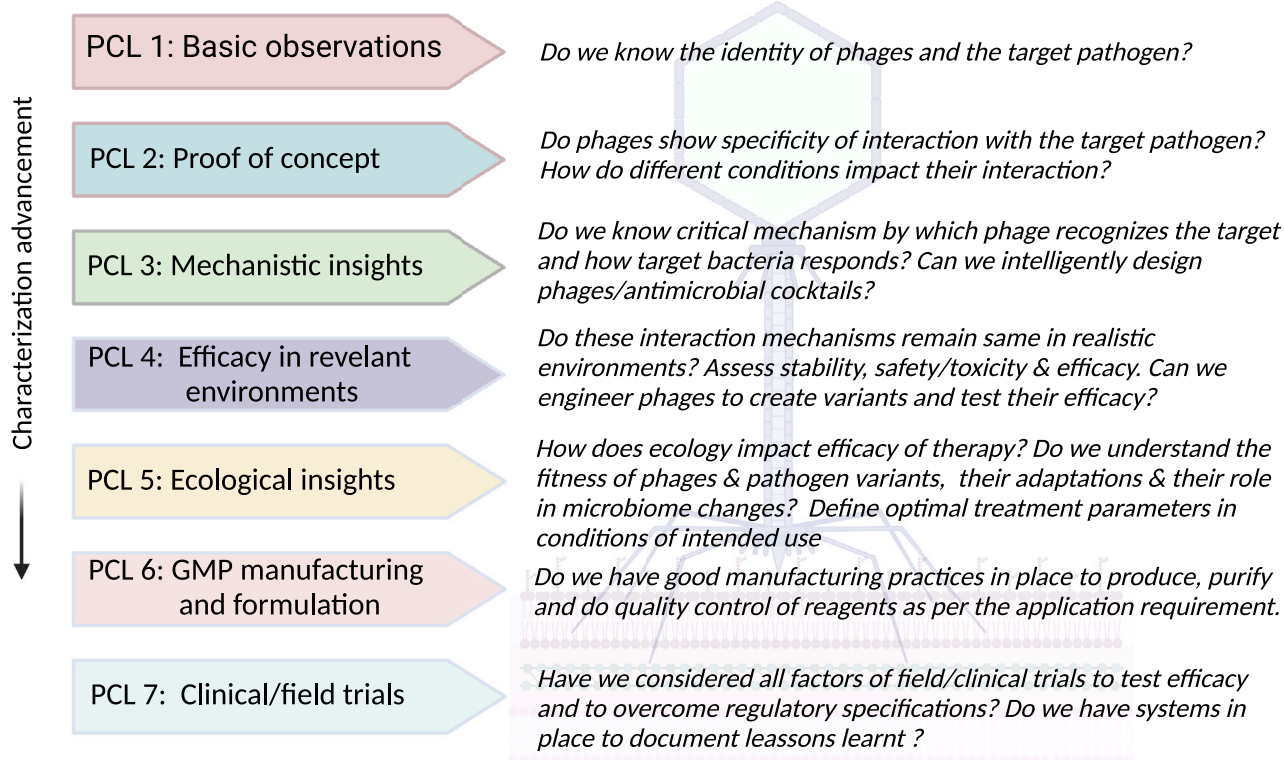 Characterization advancement
PCL 1: Basic observations
Do we know the identity of phages and the target pathogen?
PCL 2: Proof of concept
Do phages show specificity of interaction with the target pathogen?
How do different conditions impact their interaction?
PCL 3: Mechanistic insights
Do we know critical mechanism by which phage recognizes the target
and how target bacteria responds? Can we intelligently design
phages/antimicrobial cocktails?
PCL 4: Efficacy in revelant
environments
Do these interaction mechanisms remain same in realistic
environments? Assess stability, safety/toxicity & efficacy. Can we
engineer phages to create variants and test their efficacy?
PCL 5: Ecological insights
How does ecology impact efficacy of therapy? Do we understand the
fitness of phages & pathogen variants, their adaptations & their role
in microbiome changes? Define optimal treatment parameters in
conditions of intended use
PCL 6: GMP manufacturing
and formulation
Do we have good manufacturing practices in place to produce, purify
and do quality control of reagents as per the application requirement.
PCL 7: Clinical/field trials
Have we considered all factors of field/clinical trials to test efficacy
and to overcome regulatory specifications? Do we have systems in
place to document leassons learnt ?